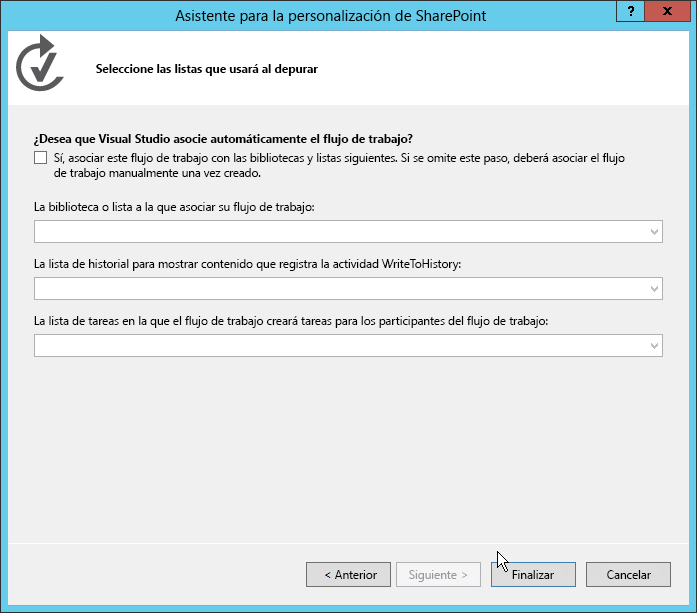 Asistente para la personalización de SharePoint
?
x
Seleccione las listas que usará al depurar
¿Desea que Visual Studio asocie automáticamente el flujo de trabajo?
Sí, asociar este flujo de trabajo con las bibliotecas y listas siguientes. Si se omite este paso, deberá asociar el flujo
de trabajo manualmente una vez creado.
La biblioteca o lista a la que asociar su flujo de trabajo:
La lista de historial para mostrar contenido que registra la actividad WriteToHistory:
La lista de tareas en la que el flujo de trabajo creará tareas para los participantes del flujo de trabajo:
< Anterior
Siguiente >
Finalizar
Cancelar